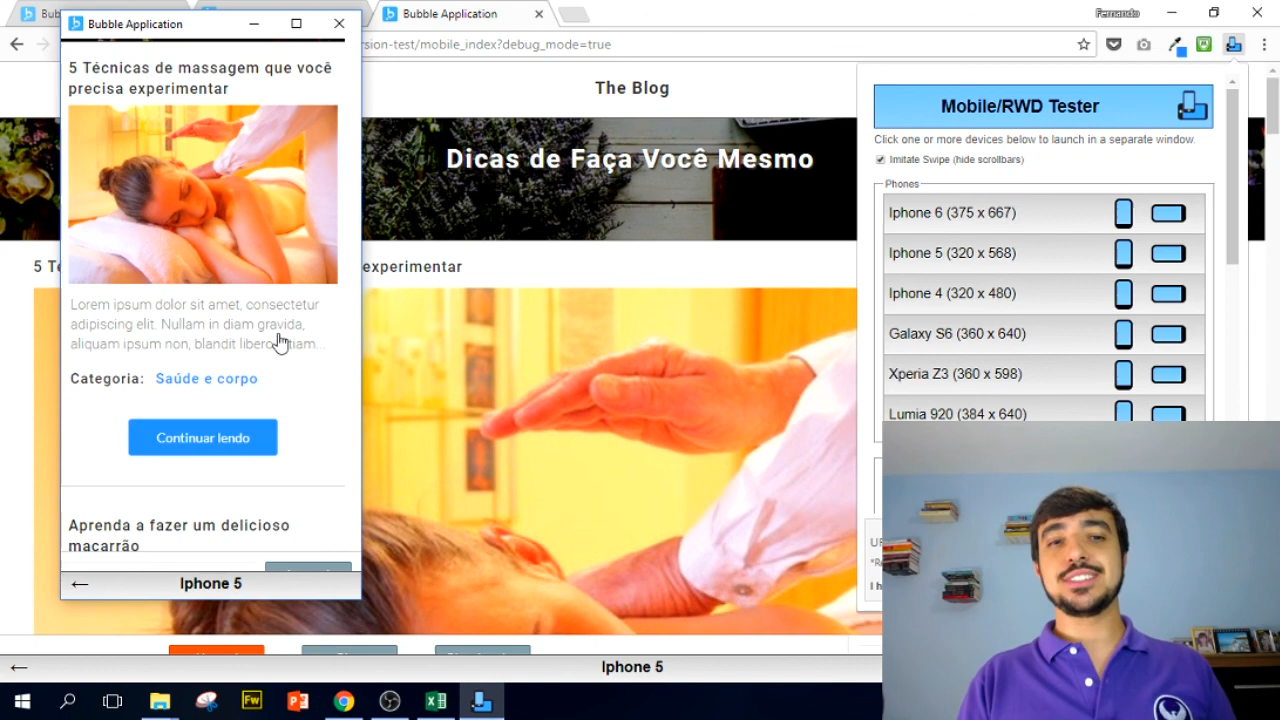 Bub
Bubble Application
Fernando
Bubble Application
rsion-test/mobile_index?debug_mode=true
5 Técnicas de massagem que você
precisa experimentar
Lorem ipsum dolor sit amet, consectetur
adipiscing elit. Nullam in diam gravida,
aliquam ipsum non, blandit libero
Categoria: Saúde e corpo
Continuar lendo
Aprenda a fazer um delicioso
macarrão
Iphone 5
The Blog
Dicas de Faça Você Mesmo
5 Té
experimentar
Iphone 5
Mobile/RWD Tester
Click one or more devices below to launch in a separate window.
Imitate Swipe (hide scrollbars)
Phones
Iphone 6 (375 x 667)
Iphone 5 (320 x 568)
Iphone 4 (320 x 480)
Galaxy S6 (360 x 640)
Xperia Z3 (360 x 598)
Lumia 920 (384 x 640)
I h
Fw